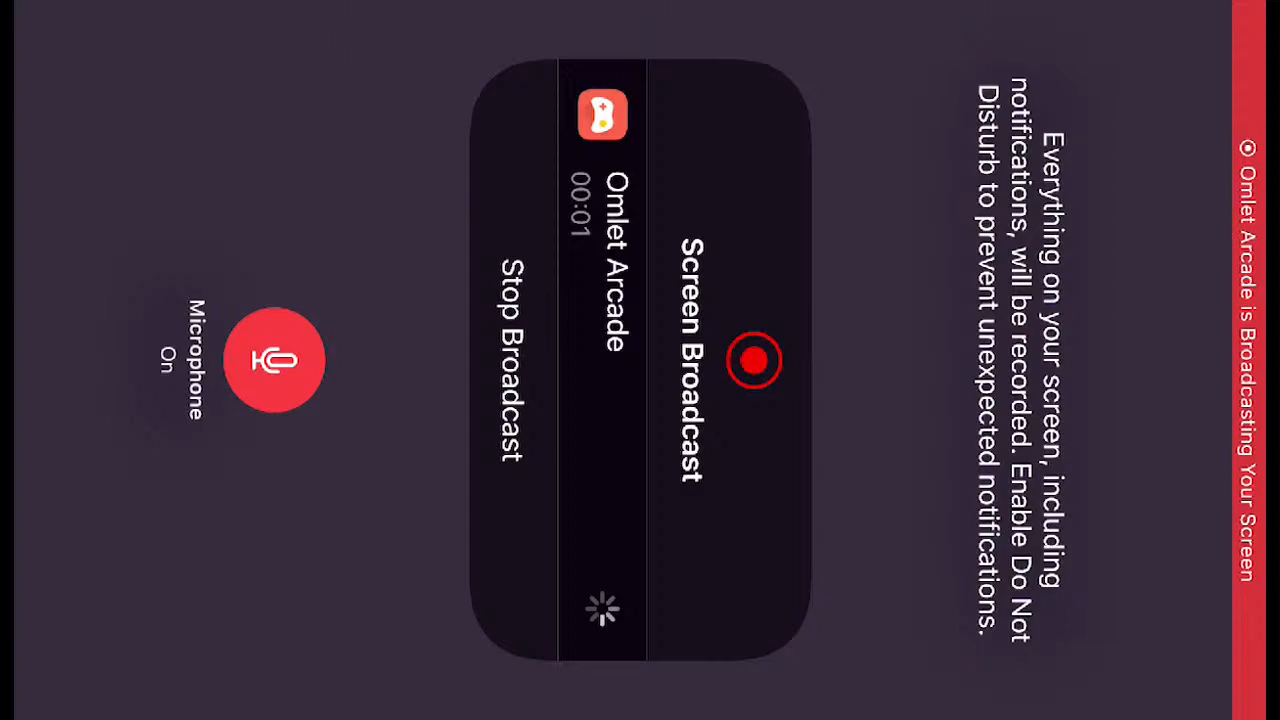 Omlet Arcade is Broadcasting Your Screen
Everything on your screen, including
notifications, will be recorded. Enable Do Not
Disturb to prevent unexpected notifications.
Screen Broadcast
Omlet Arcade
00:01
Stop Broadcast
Microphone
On